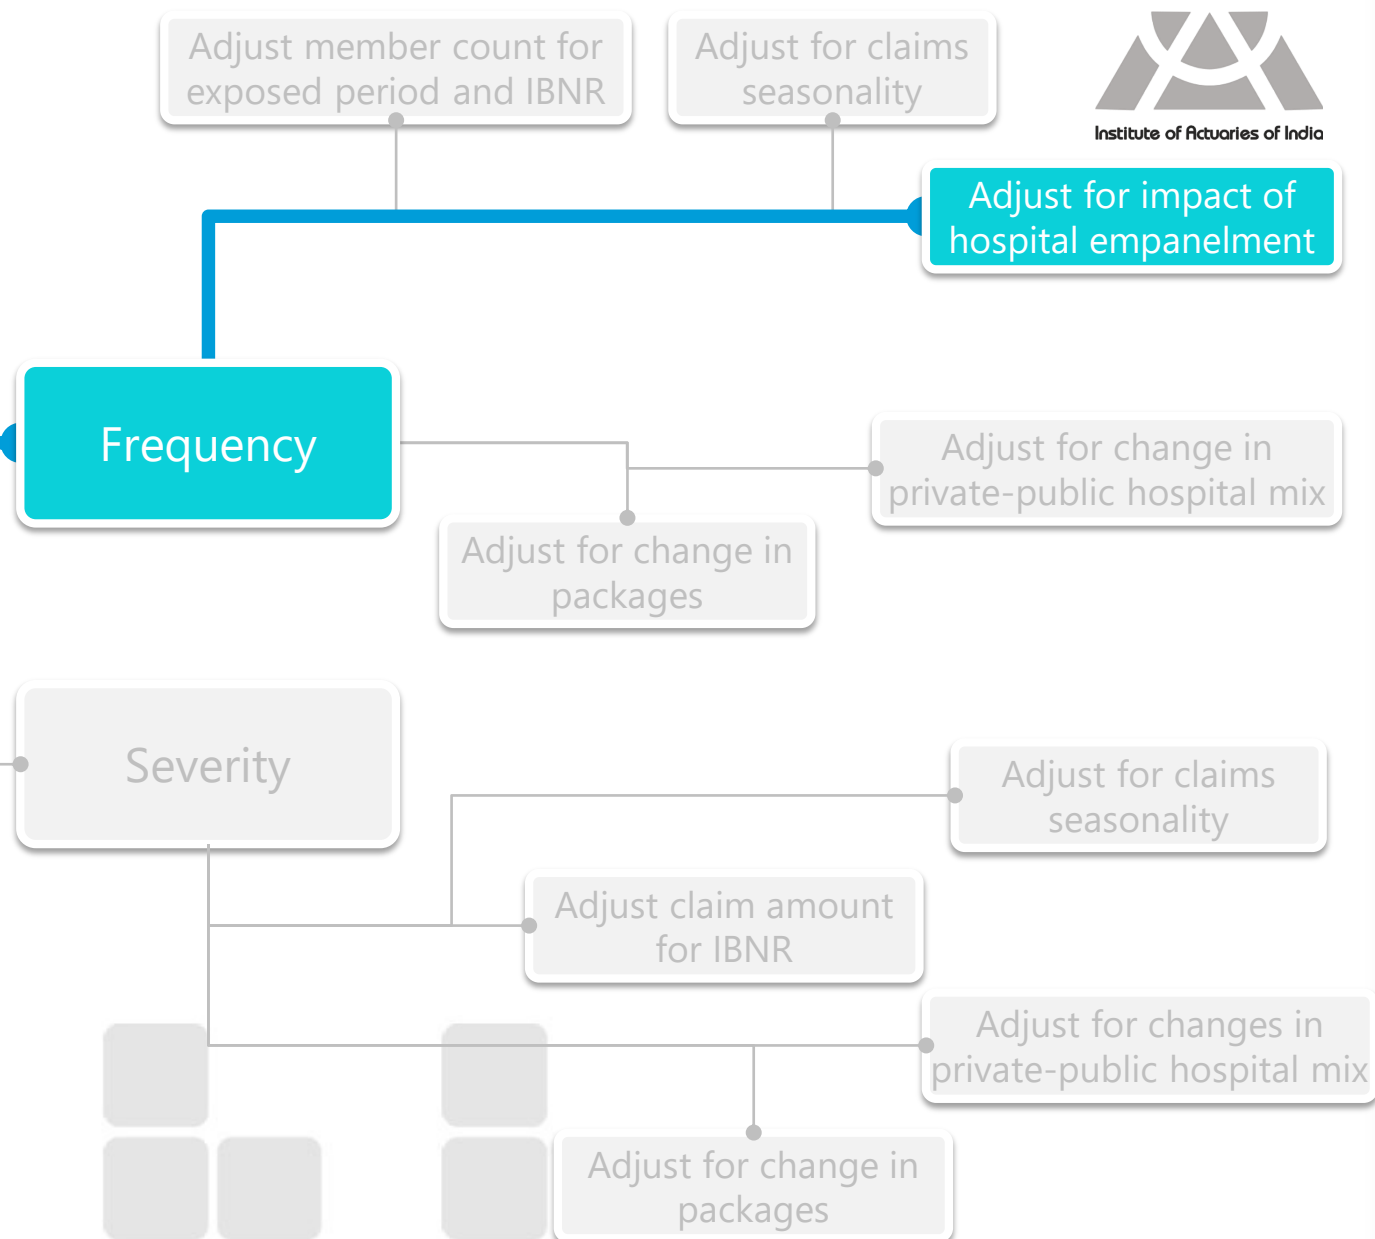 Adjust member count for
exposed period and IBNR
Adjust for claims
seasonality
Institute of Actuaries of India
Adjust for impact of
hospital empanelment
Frequency
Adjust for change in
private-public hospital mix
Adjust for change in
packages
Severity
Adjust for claims
seasonality
Adjust claim amount
for IBNR
Adjust for changes in
private-public hospital mix
Adjust for change in
packages